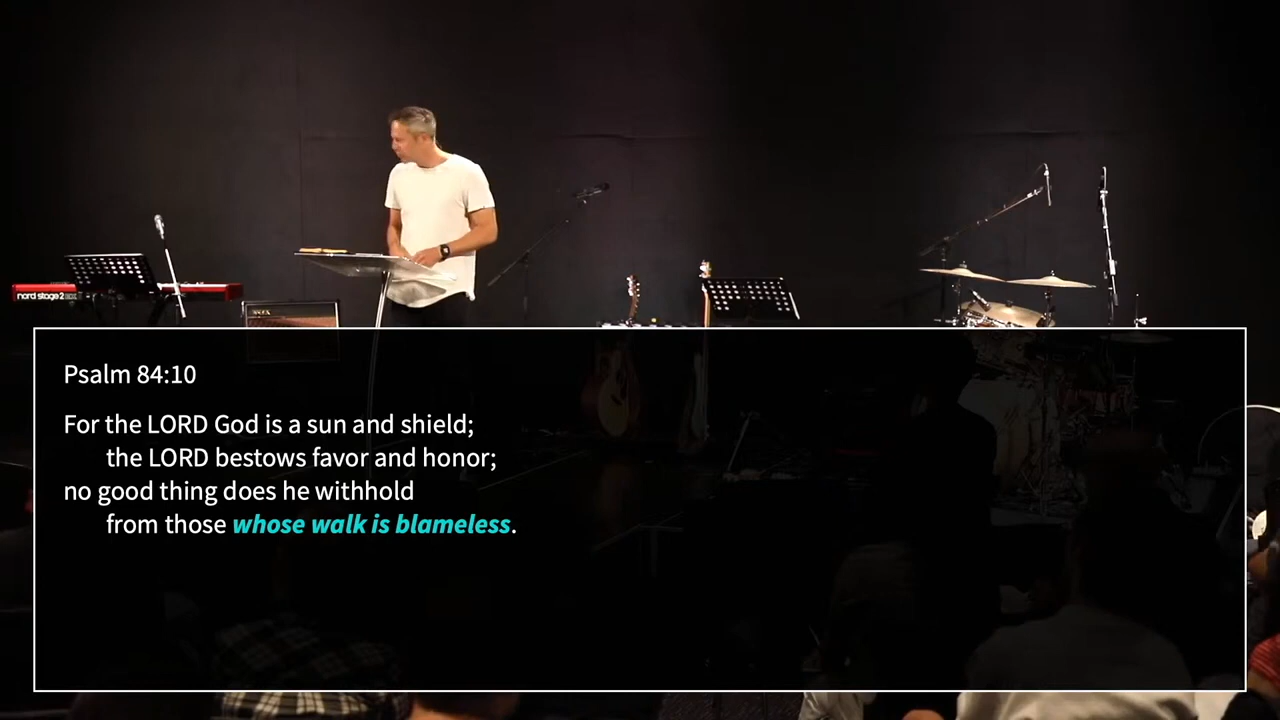 nord stage 2
Psalm 84:10
For the LORD God is a sun and shield;
the LORD bestows favor and honor;
no good thing does he withhold
from those whose walk is blameless.